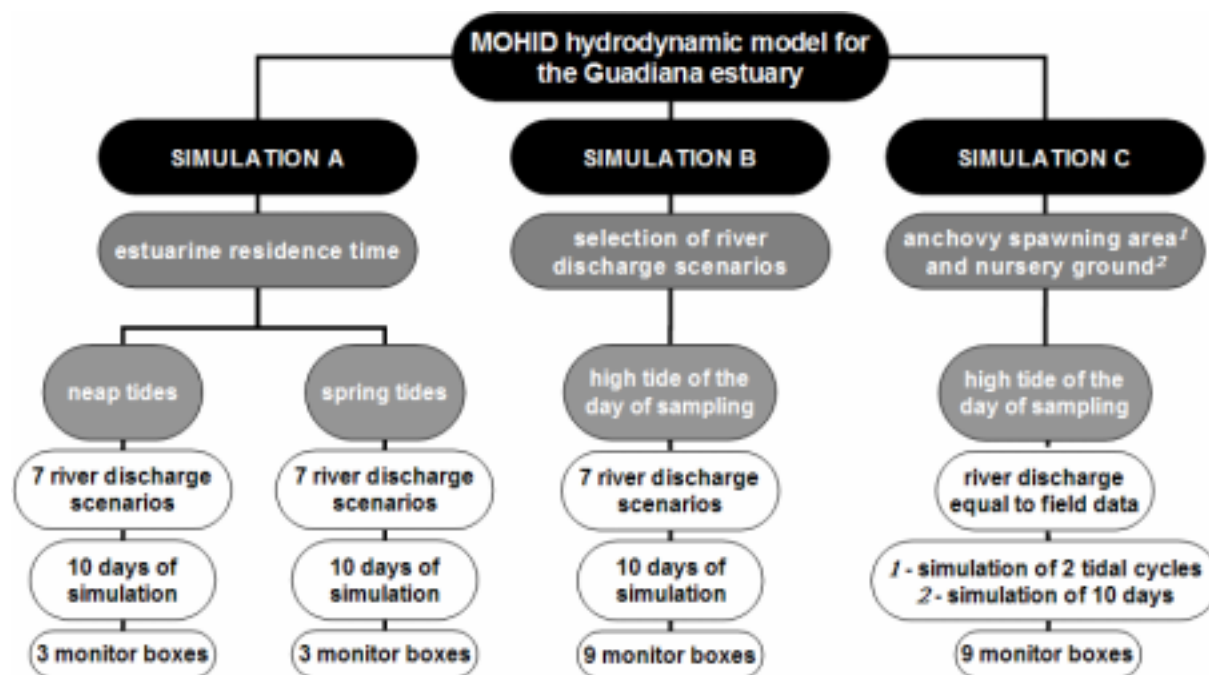 MOHID hydrodynamic model for
the Guadiana estuary
SIMULATION A
SIMULATION B
SIMULATION C
estuarine residence time
selection of river
discharge scenarios
anchovy spawning area1
and nursery ground2
neap tides
spring tides
high tide of the
day of sampling
high tide of the
day of sampling
7 river discharge
scenarios
7 river discharge
scenarios
7 river discharge
scenarios
river discharge
equal to field data
10 days of
simulation
10 days of
simulation
10 days of
simulation
1 - simulation of 2 tidal cycles
2 - simulation of 10 days
3 monitor boxes
3 monitor boxes
9 monitor boxes
9 monitor boxes